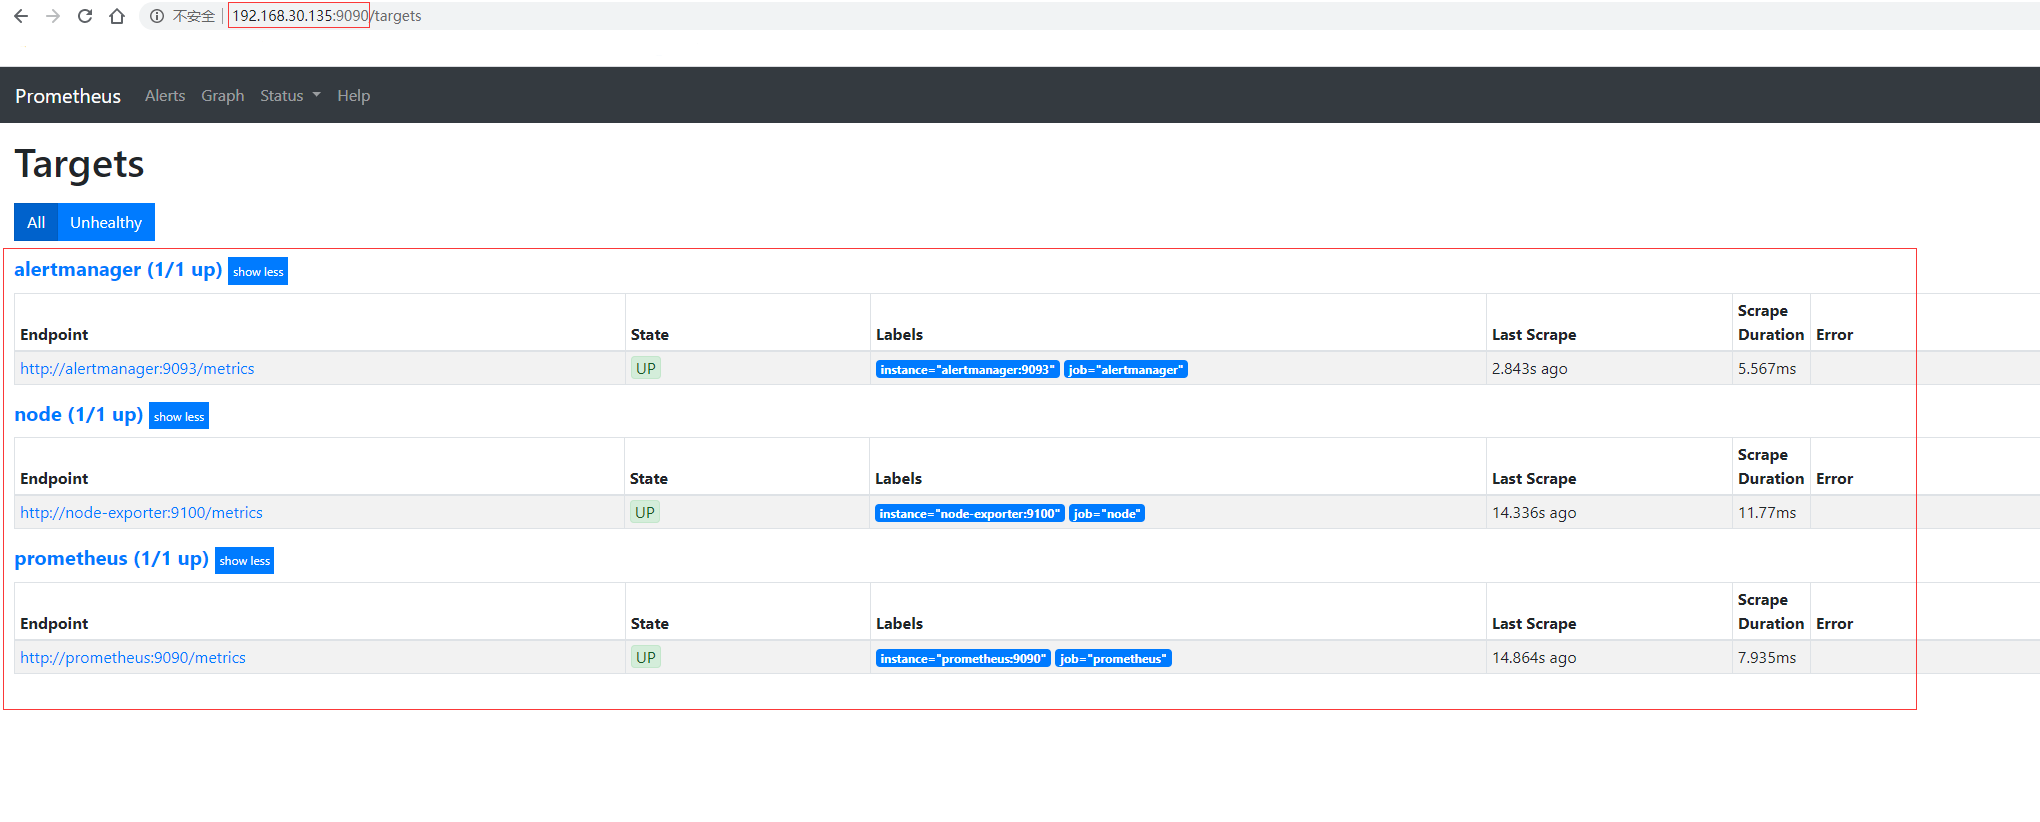 不安全 | 192.168.30.135:9090/targets
Prometheus Alerts Graph Status Help
Targets
All Unhealthy
alertmanager (1/1 up) show less
Endpoint State Labels Last Scrape Scrape Duration Error
http://alertmanager:9093/metrics UP instance="alertmanager:9093" job="alertmanager" 2.843s ago 5.567ms
node (1/1 up) show less
Endpoint State Labels Last Scrape Scrape Duration Error
http://node-exporter:9100/metrics UP instance="node-exporter:9100" job="node" 14.336s ago 11.77ms
prometheus (1/1 up) show less
Endpoint State Labels Last Scrape Scrape Duration Error
http://prometheus:9090/metrics UP instance="prometheus:9090" job="prometheus" 14.864s ago 7.935ms